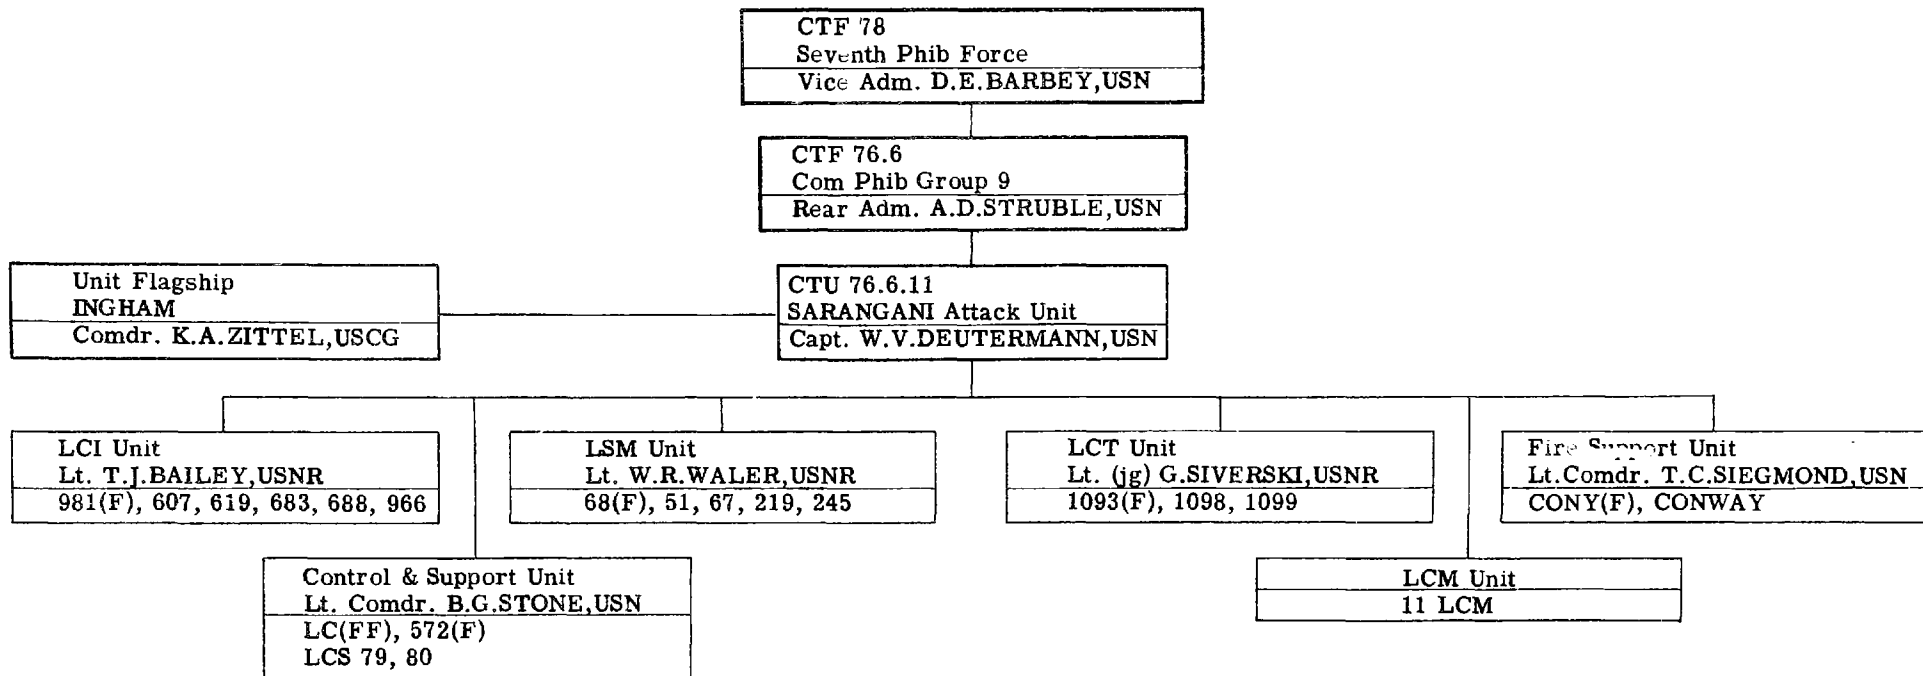 CTF 78
Seventh Phib Force
Vice Adm. D.E.BARBEY,USN
CTF 76.6
Com Phib Group 9
Rear Adm. A.D.STRUBLE,USN
Unit Flagship
INGHAM
Comdr. K.A.ZITTEL,USCG
CTU 76.6.11
SARANGANI Attack Unit
Capt. W.V.DEUTERMANN,USN
LCI Unit
Lt. T.J.BAILEY,USNR
981(F), 607, 619, 683, 688, 966
LSM Unit
Lt. W.R.WALER,USNR
68(F), 51, 67, 219, 245
LCT Unit
Lt. (jg) G.SIVERSKI,USNR
1093(F), 1098, 1099
Fire Support Unit
Lt.Comdr. T.C.SIEGMOND,USN
CONY(F), CONWAY
Control & Support Unit
Lt. Comdr. B.G.STONE,USN
LC(FF), 572(F)
LCS 79, 80
LCM Unit
11 LCM